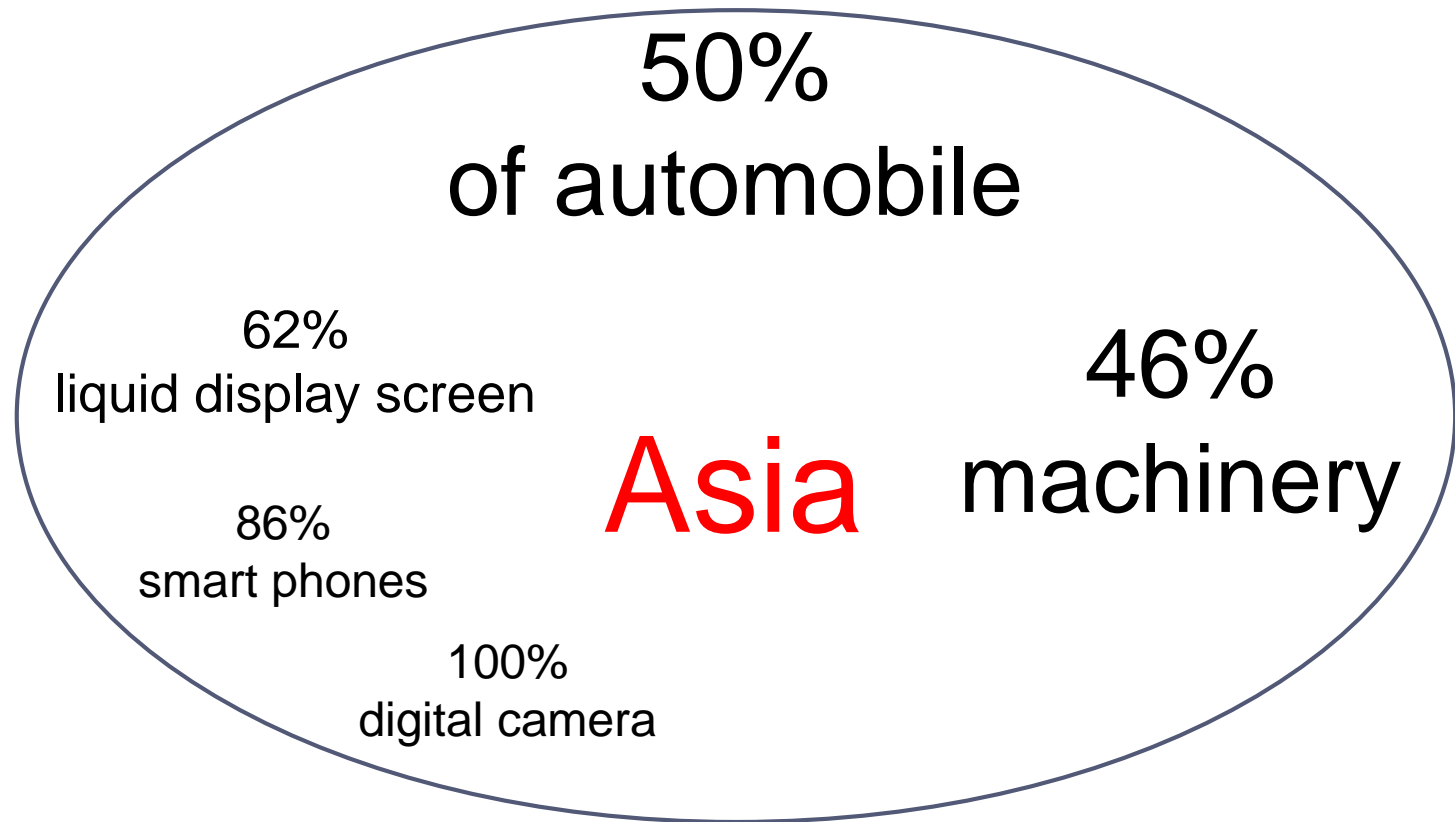 50%
of automobile
62%
liquid display screen
46%
machinery
Asia
86%
smart phones
100%
digital camera